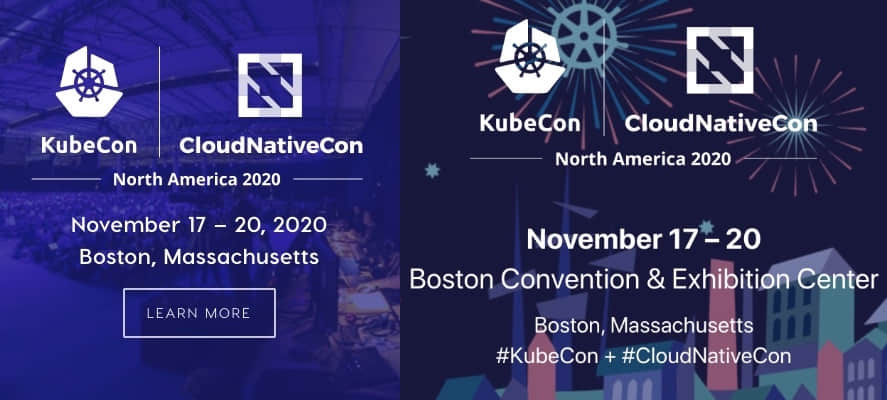 KubeCon
CloudNativeCon
North America 2020
November 17 – 20, 2020
Boston, Massachusetts
LEARN MORE
KubeCon
CloudNativeCon
North America 2020
November 17 – 20
Boston Convention & Exhibition Center
Boston, Massachusetts
#KubeCon + #CloudNativeCon